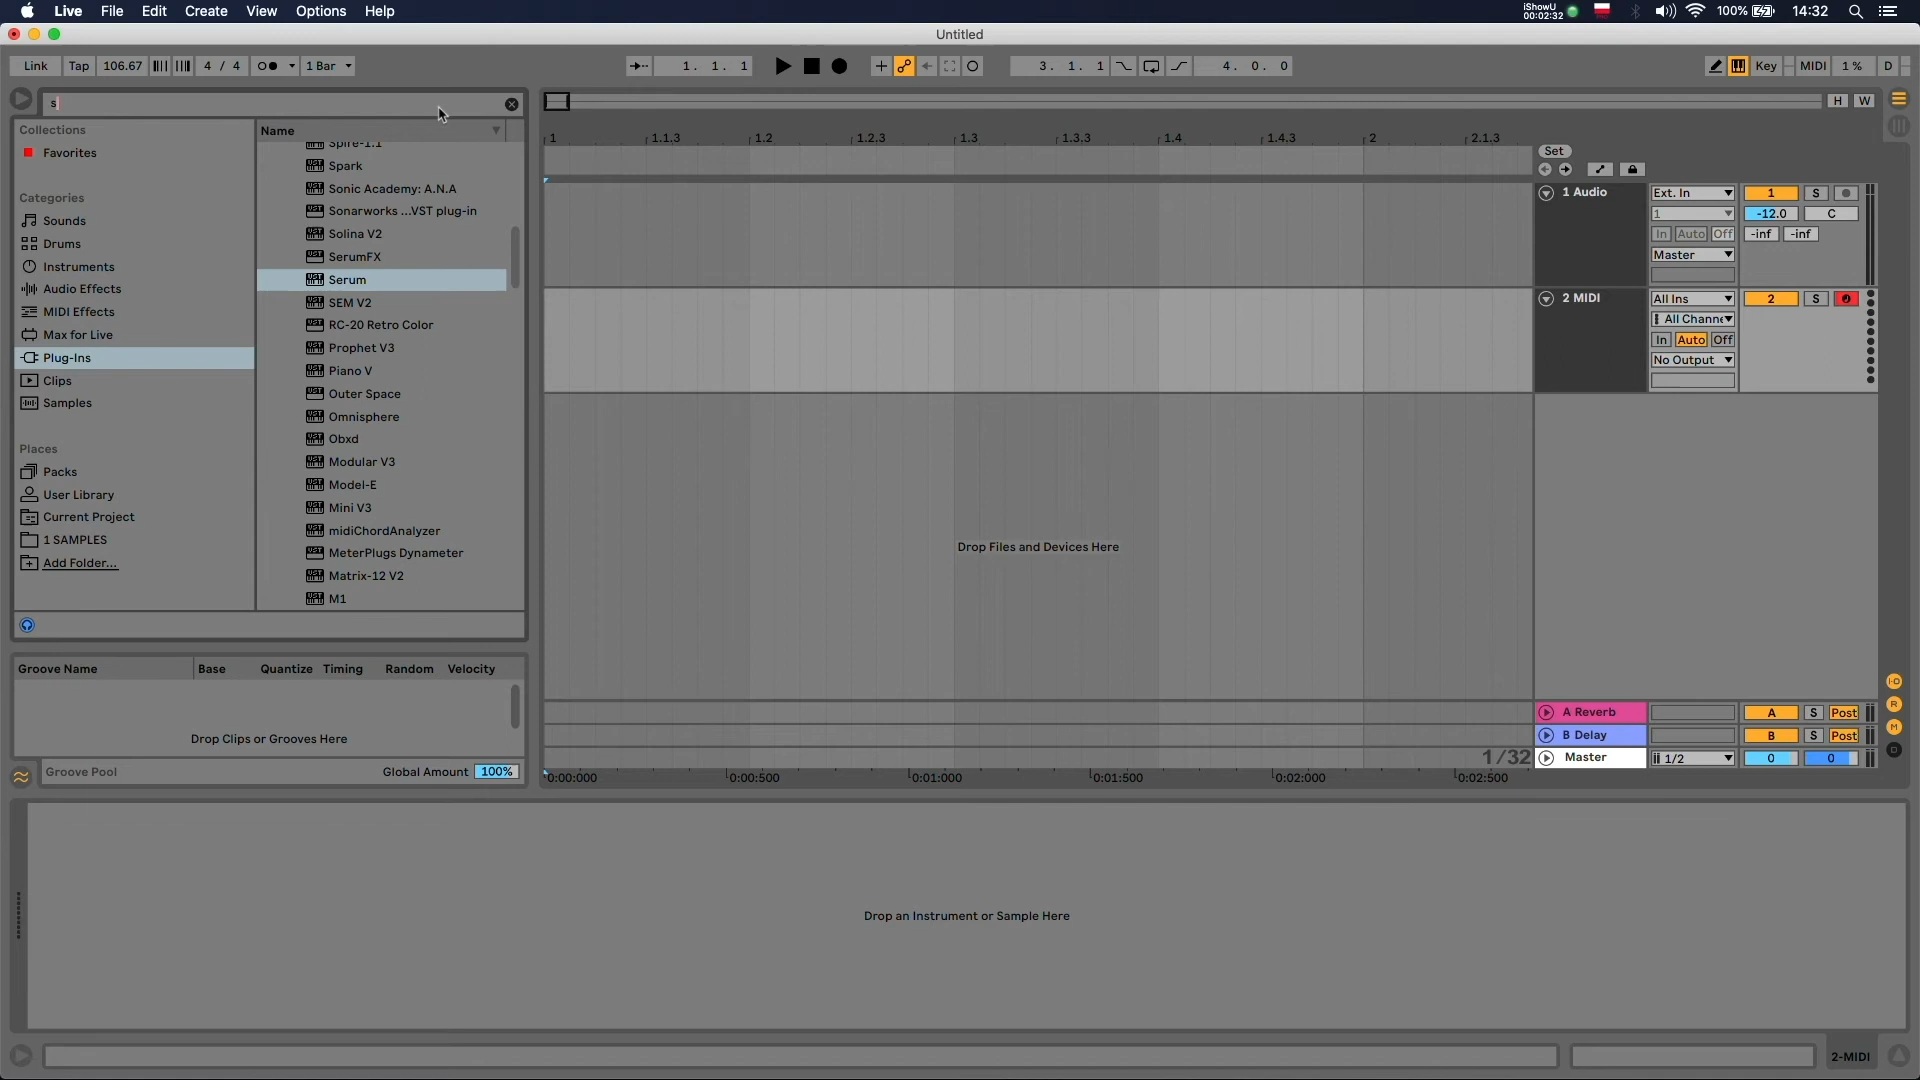 Live File Edit Create View Options Help
iShowU 00:02:32 100% 14:32
Untitled
Link Tap 106.67 4 / 4 1 Bar 1. 1. 1 3. 1. 1 4. 0. 0 Key MIDI 1 % D
s
H W
Collections
Favorites
Categories
Sounds
Drums
Instruments
Audio Effects
MIDI Effects
Max for Live
Plug-Ins
Clips
Samples
Places
Packs
User Library
Current Project
1 SAMPLES
Add Folder...
Name
Spire-1.1
Spark
Sonic Academy: A.N.A
Sonarworks ...VST plug-in
Solina V2
SerumFX
Serum
SEM V2
RC-20 Retro Color
Prophet V3
Piano V
Outer Space
Omnisphere
Obxd
Modular V3
Model-E
Mini V3
midiChordAnalyzer
MeterPlugs Dynameter
Matrix-12 V2
M1
1 1.1.3 1.2 1.2.3 1.3 1.3.3 1.4 1.4.3 2 2.1.3
Set
1 Audio Ext. In 1 S
1 -12.0 C
In Auto Off -inf -inf
Master
2 MIDI All Ins 2 S
All Channe
In Auto Off
No Output
Drop Files and Devices Here
A Reverb A S Post
B Delay B S Post
1/32 Master 1/2 0 0
0:00:000 0:00:500 0:01:000 0:01:500 0:02:000 0:02:500
I-O
R
M
D
Groove Name Base Quantize Timing Random Velocity
Drop Clips or Grooves Here
Groove Pool Global Amount 100%
Drop an Instrument or Sample Here
2-MIDI